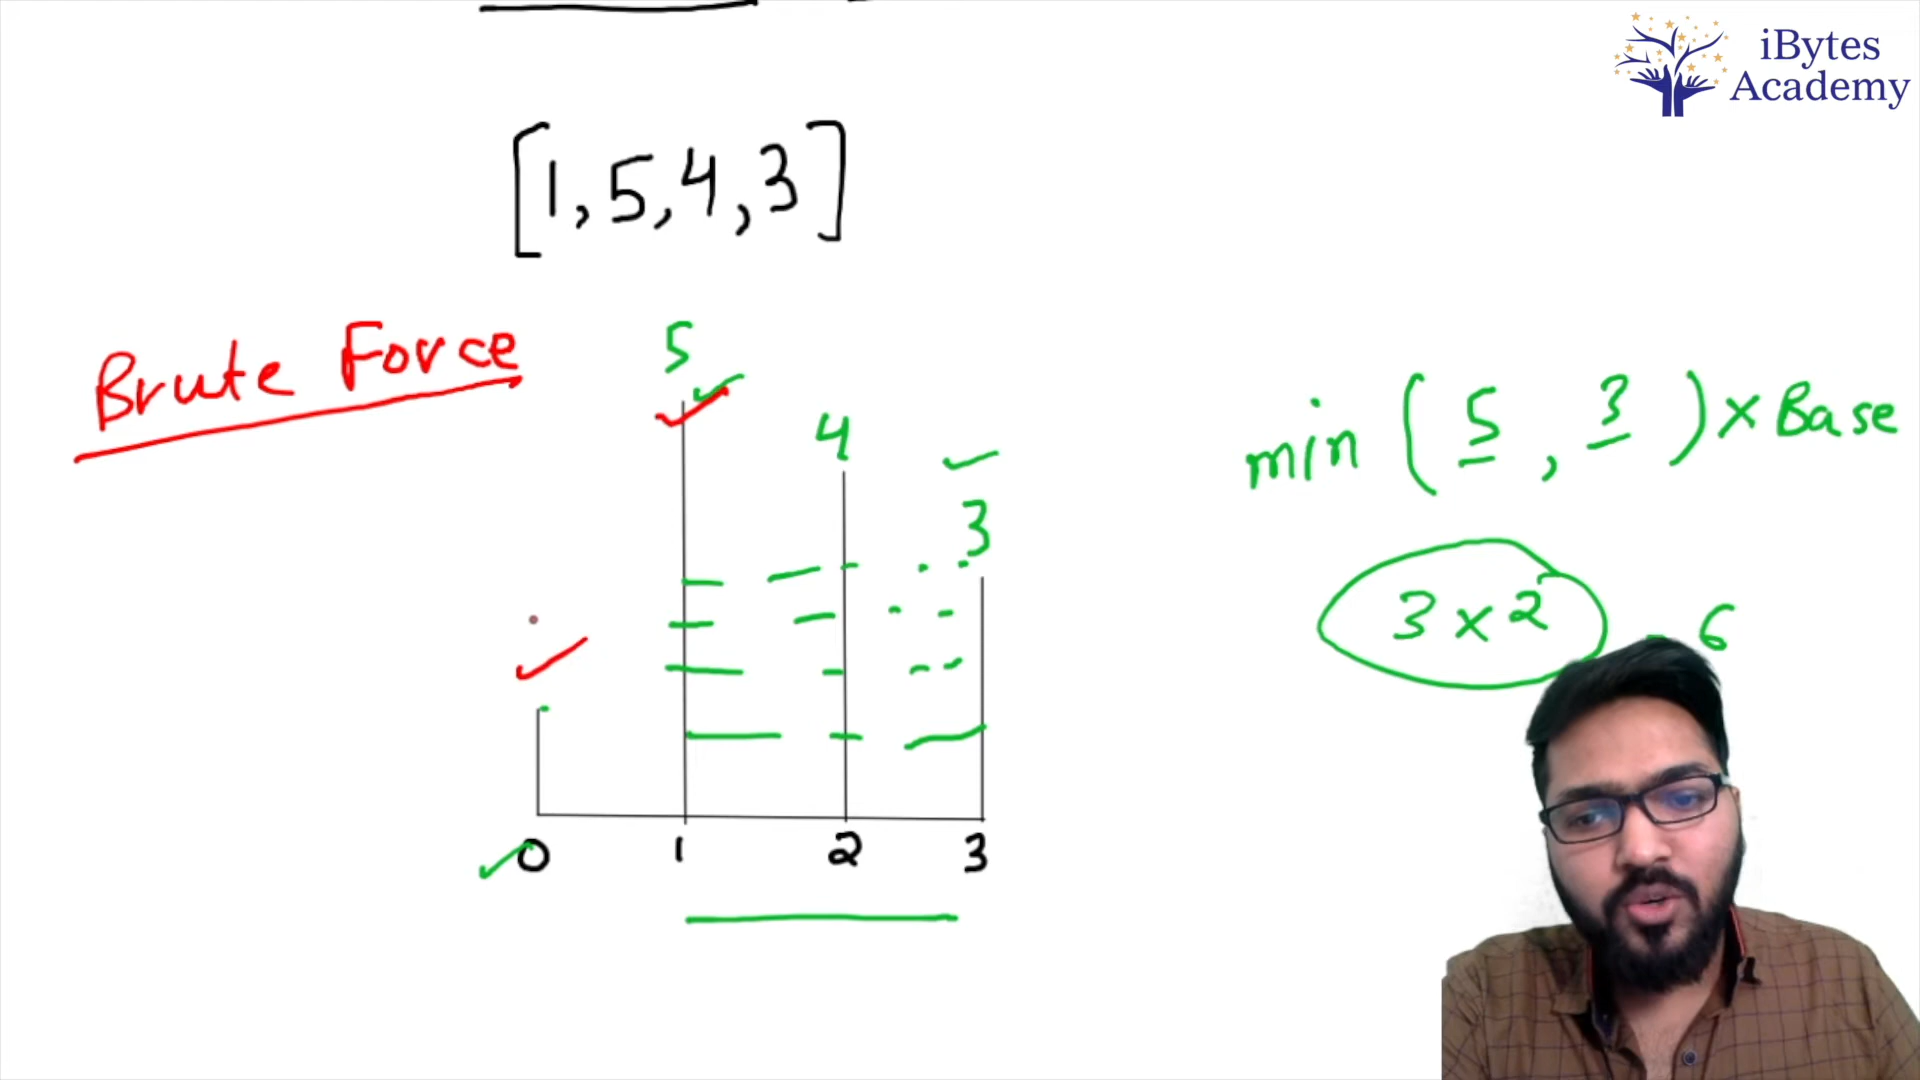 iBytes
Academy
[1, 5, 4, 3]
Brute Force
5
4
3
min (5, 3) x Base
3 x 2 = 6
0 1 2 3